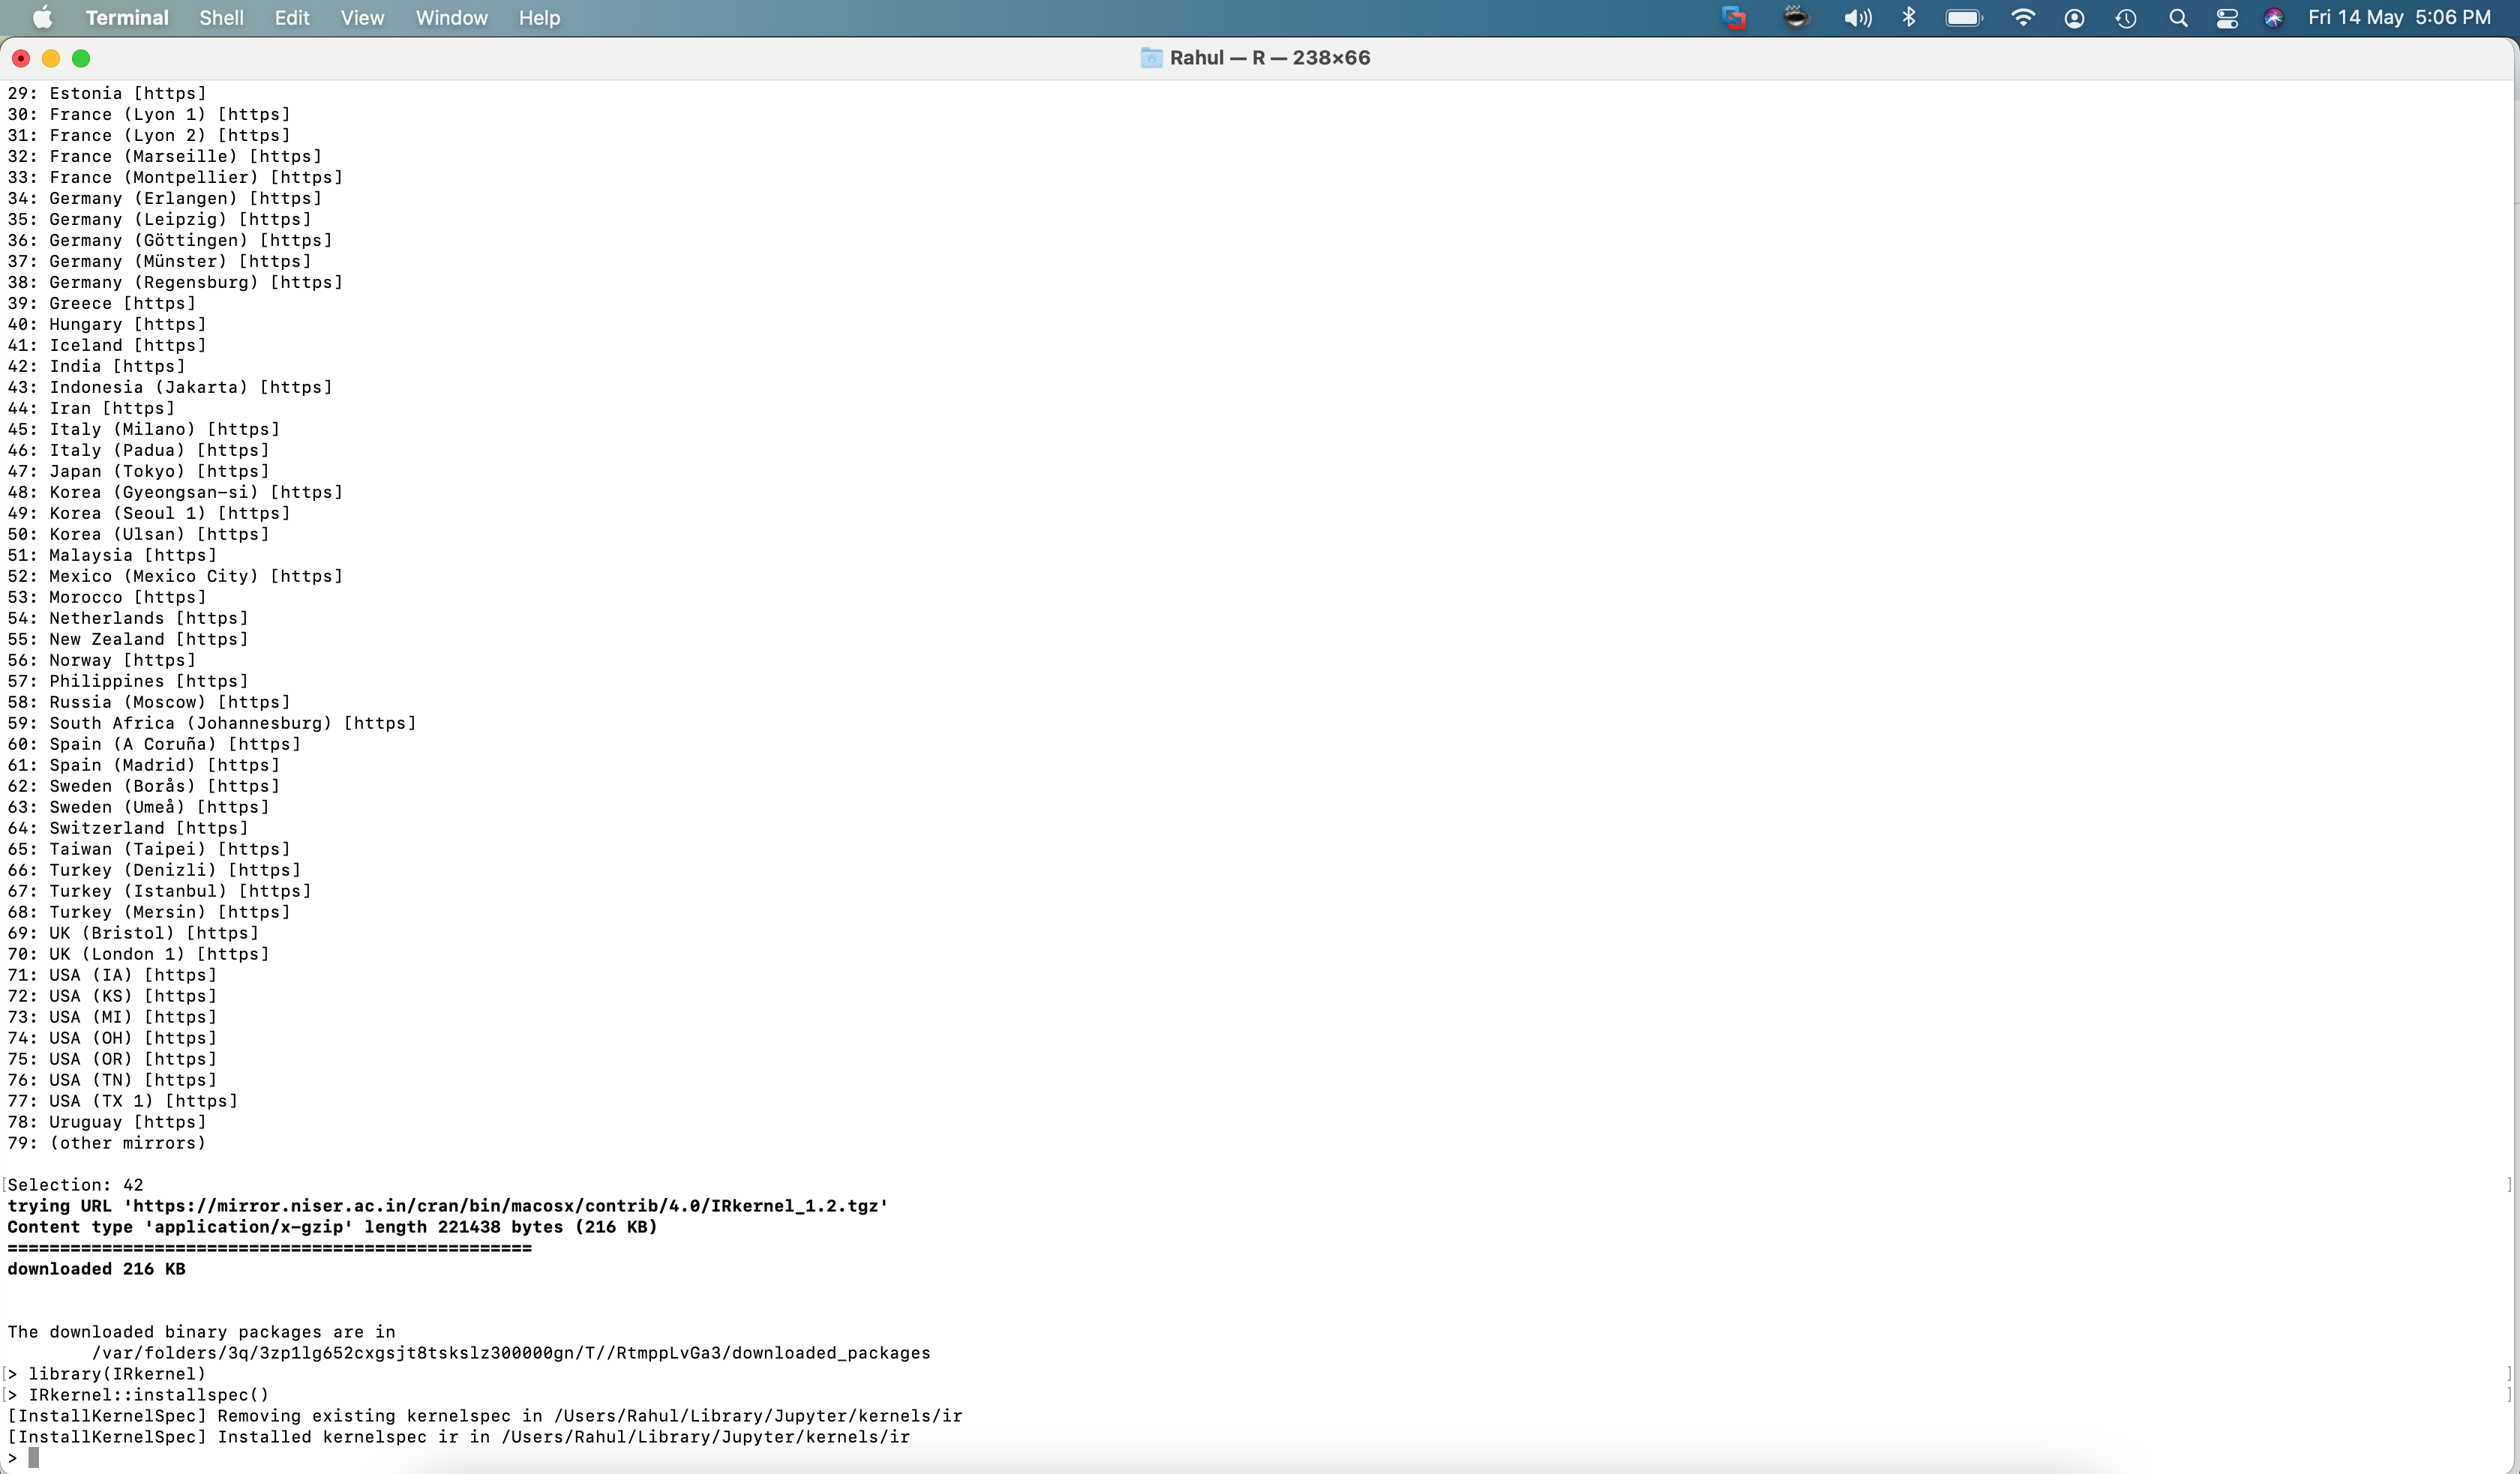 Terminal Shell Edit View Window Help Fri 14 May 5:06 PM
Rahul — R — 238×66
29: Estonia [https]
30: France (Lyon 1) [https]
31: France (Lyon 2) [https]
32: France (Marseille) [https]
33: France (Montpellier) [https]
34: Germany (Erlangen) [https]
35: Germany (Leipzig) [https]
36: Germany (Göttingen) [https]
37: Germany (Münster) [https]
38: Germany (Regensburg) [https]
39: Greece [https]
40: Hungary [https]
41: Iceland [https]
42: India [https]
43: Indonesia (Jakarta) [https]
44: Iran [https]
45: Italy (Milano) [https]
46: Italy (Padua) [https]
47: Japan (Tokyo) [https]
48: Korea (Gyeongsan-si) [https]
49: Korea (Seoul 1) [https]
50: Korea (Ulsan) [https]
51: Malaysia [https]
52: Mexico (Mexico City) [https]
53: Morocco [https]
54: Netherlands [https]
55: New Zealand [https]
56: Norway [https]
57: Philippines [https]
58: Russia (Moscow) [https]
59: South Africa (Johannesburg) [https]
60: Spain (A Coruña) [https]
61: Spain (Madrid) [https]
62: Sweden (Borås) [https]
63: Sweden (Umeå) [https]
64: Switzerland [https]
65: Taiwan (Taipei) [https]
66: Turkey (Denizli) [https]
67: Turkey (Istanbul) [https]
68: Turkey (Mersin) [https]
69: UK (Bristol) [https]
70: UK (London 1) [https]
71: USA (IA) [https]
72: USA (KS) [https]
73: USA (MI) [https]
74: USA (OH) [https]
75: USA (OR) [https]
76: USA (TN) [https]
77: USA (TX 1) [https]
78: Uruguay [https]
79: (other mirrors)
[Selection: 42 ]
trying URL 'https://mirror.niser.ac.in/cran/bin/macosx/contrib/4.0/IRkernel_1.2.tgz'
Content type 'application/x-gzip' length 221438 bytes (216 KB)
==================================================
downloaded 216 KB
The downloaded binary packages are in
/var/folders/3q/3zp1lg652cxgsjt8tskslz300000gn/T//RtmppLvGa3/downloaded_packages
[> library(IRkernel) ]
[> IRkernel::installspec() ]
[InstallKernelSpec] Removing existing kernelspec in /Users/Rahul/Library/Jupyter/kernels/ir
[InstallKernelSpec] Installed kernelspec ir in /Users/Rahul/Library/Jupyter/kernels/ir
>